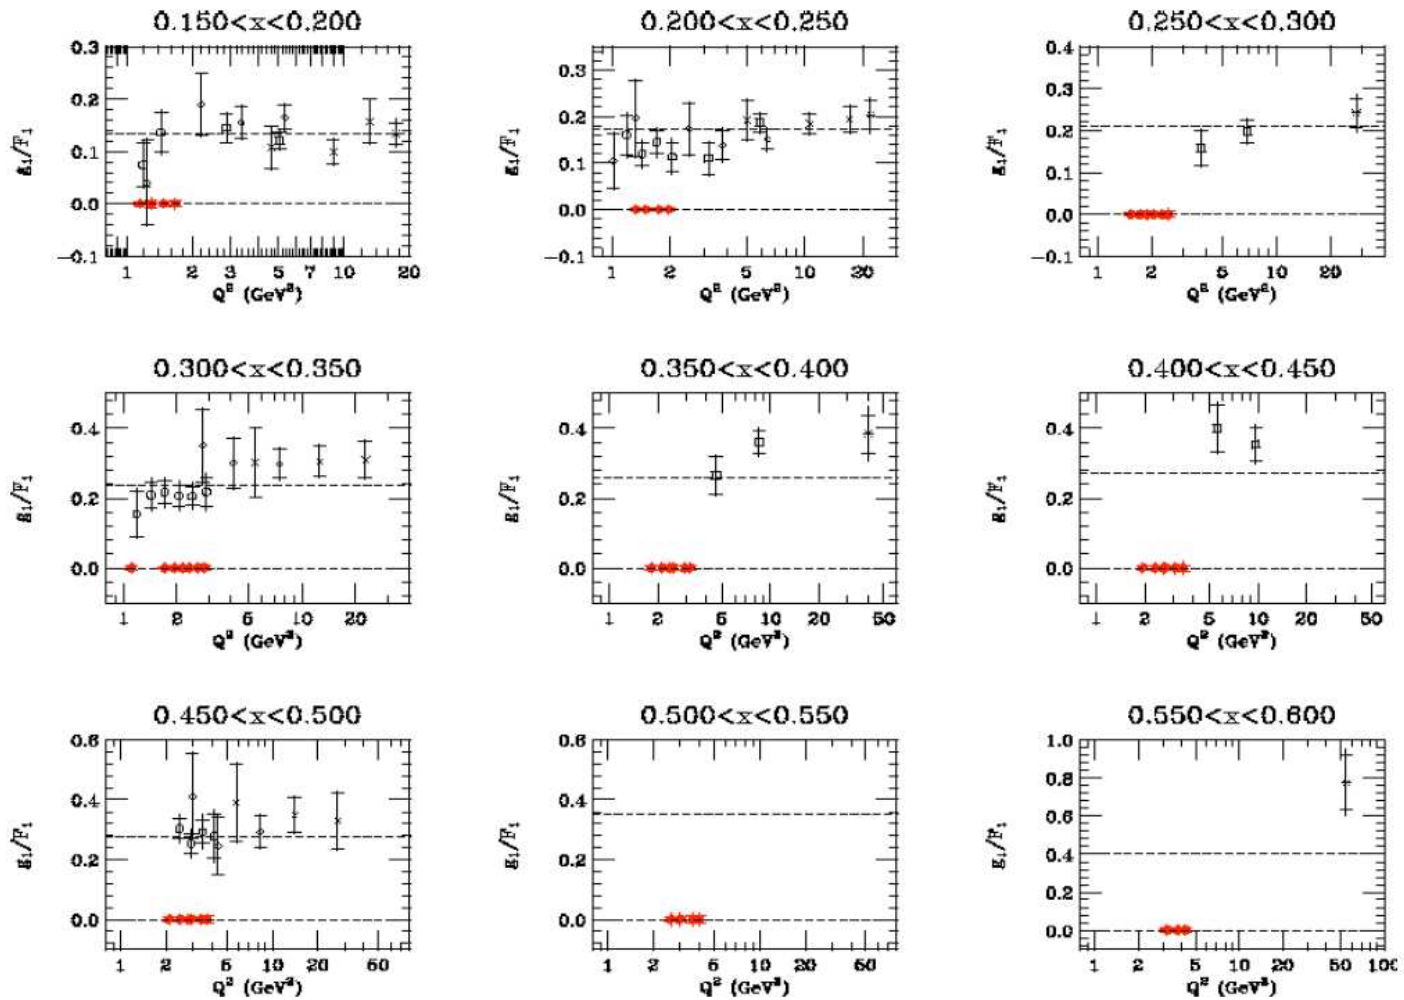 0.150<x<0.200
0.200<x<0.250
0.250<x<0.300
0.3
0.2
0.1
0.0
−0.1
g₁/F₁
1 2 3 5 7 10 20
Q² (GeV²)
0.3
0.2
0.1
0.0
−0.1
g₁/F₁
1 2 5 10 20
Q² (GeV²)
0.4
0.3
0.2
0.1
0.0
−0.1
g₁/F₁
1 2 5 10 20
Q² (GeV²)
0.300<x<0.350
0.350<x<0.400
0.400<x<0.450
0.4
0.2
0.0
g₁/F₁
1 2 5 10 20
Q² (GeV²)
0.4
0.2
0.0
g₁/F₁
1 2 5 10 20 50
Q² (GeV²)
0.4
0.2
0.0
g₁/F₁
1 2 5 10 20 50
Q² (GeV²)
0.450<x<0.500
0.500<x<0.550
0.550<x<0.600
0.6
0.4
0.2
0.0
g₁/F₁
1 2 5 10 20 50
Q² (GeV²)
0.6
0.4
0.2
0.0
g₁/F₁
1 2 5 10 20 50
Q² (GeV²)
1.0
0.8
0.6
0.4
0.2
0.0
g₁/F₁
1 2 5 10 20 50 100
Q² (GeV²)